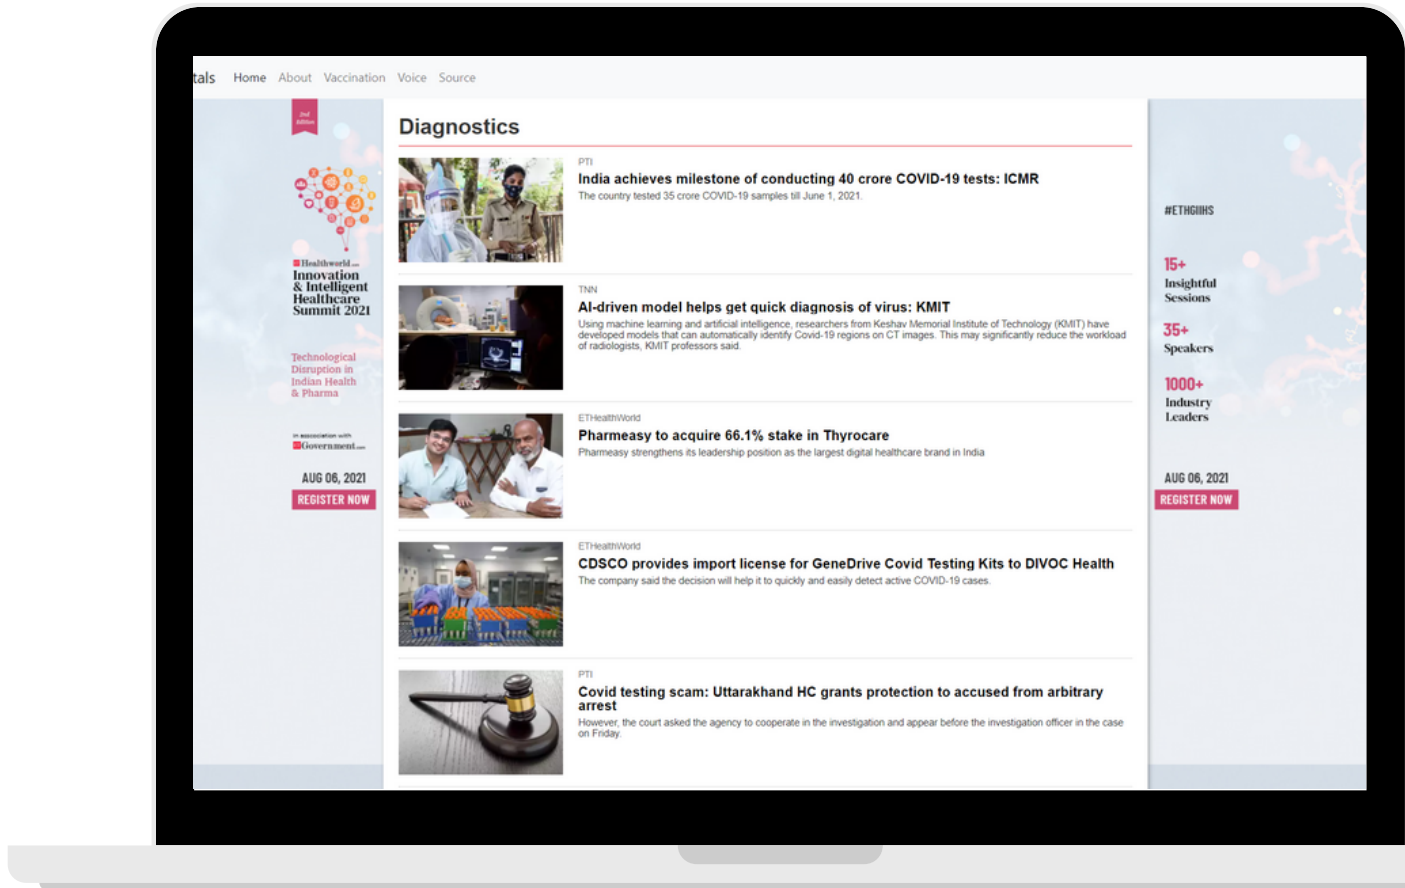 tals Home About Vaccination Voice Source
2nd
Edition
Healthworld.com
Innovation
& Intelligent
Healthcare
Summit 2021
Technological
Disruption in
Indian Health
& Pharma
in association with
Government.com
AUG 06, 2021
REGISTER NOW
Diagnostics
PTI
India achieves milestone of conducting 40 crore COVID-19 tests: ICMR
The country tested 35 crore COVID-19 samples till June 1, 2021.
TNN
AI-driven model helps get quick diagnosis of virus: KMIT
Using machine learning and artificial intelligence, researchers from Keshav Memorial Institute of Technology (KMIT) have
developed models that can automatically identify Covid-19 regions on CT images. This may significantly reduce the workload
of radiologists, KMIT professors said.
ETHealthWorld
Pharmeasy to acquire 66.1% stake in Thyrocare
Pharmeasy strengthens its leadership position as the largest digital healthcare brand in India
ETHealthWorld
CDSCO provides import license for GeneDrive Covid Testing Kits to DIVOC Health
The company said the decision will help it to quickly and easily detect active COVID-19 cases.
PTI
Covid testing scam: Uttarakhand HC grants protection to accused from arbitrary
arrest
However, the court asked the agency to cooperate in the investigation and appear before the investigation officer in the case
on Friday.
#ETHGIIHS
15+
Insightful
Sessions
35+
Speakers
1000+
Industry
Leaders
AUG 06, 2021
REGISTER NOW